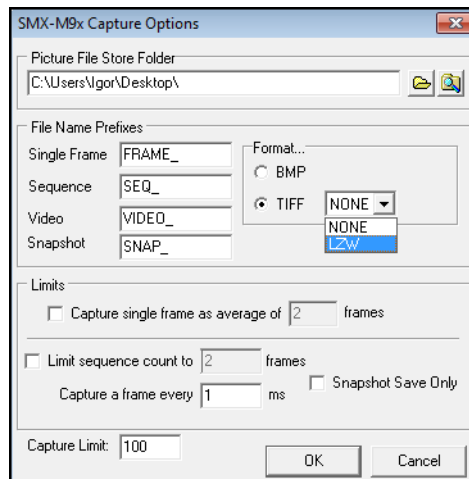 SMX-M9x Capture Options
Picture File Store Folder
C:\Users\Igor\Desktop\
File Name Prefixes
Single Frame FRAME_
Sequence SEQ_
Video VIDEO_
Snapshot SNAP_
Format...
BMP
TIFF NONE
NONE
LZW
Limits
Capture single frame as average of 2 frames
Limit sequence count to 2 frames
Capture a frame every 1 ms
Snapshot Save Only
Capture Limit: 100
OK Cancel